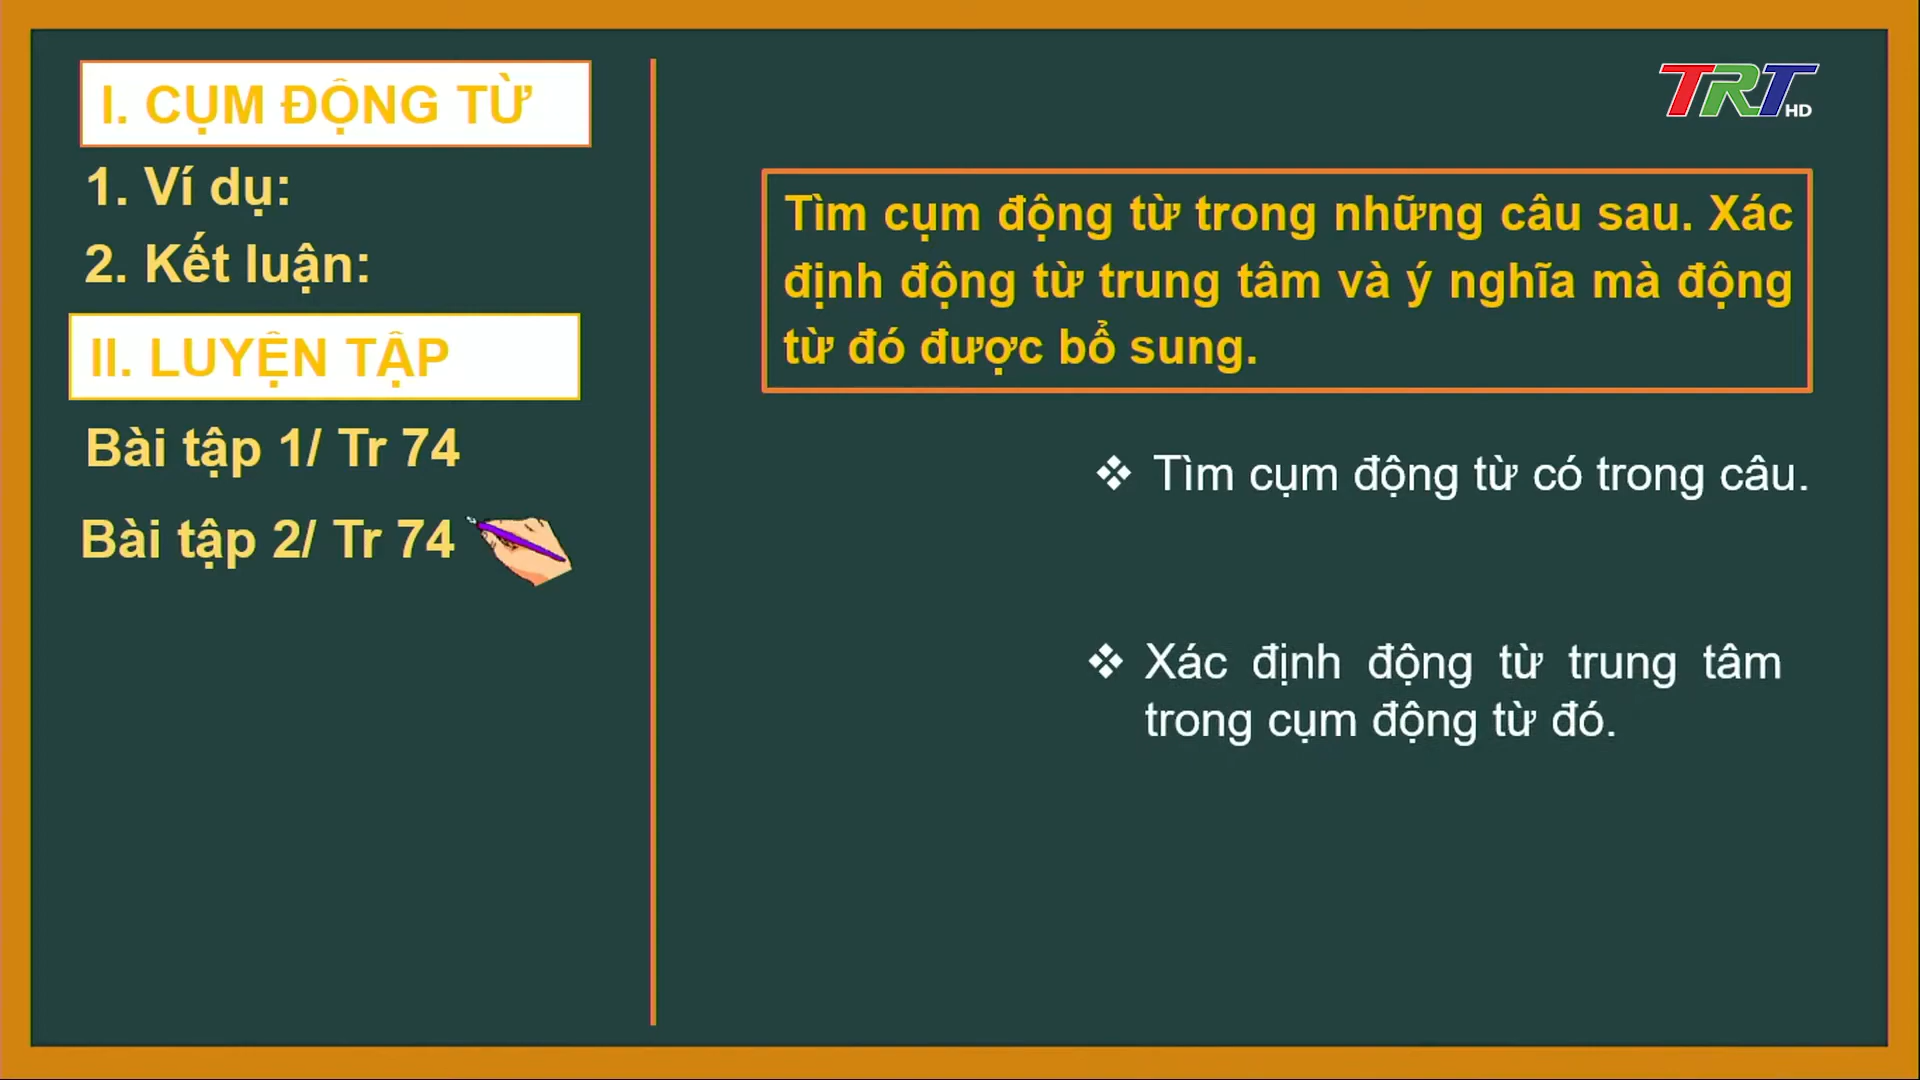 I. CỤM ĐỘNG TỪ
1. Ví dụ:
2. Kết luận:
II. LUYỆN TẬP
Bài tập 1/ Tr 74
Bài tập 2/ Tr 74
TRT HD
Tìm cụm động từ trong những câu sau. Xác
định động từ trung tâm và ý nghĩa mà động
từ đó được bổ sung.
❖ Tìm cụm động từ có trong câu.
❖ Xác định động từ trung tâm
trong cụm động từ đó.